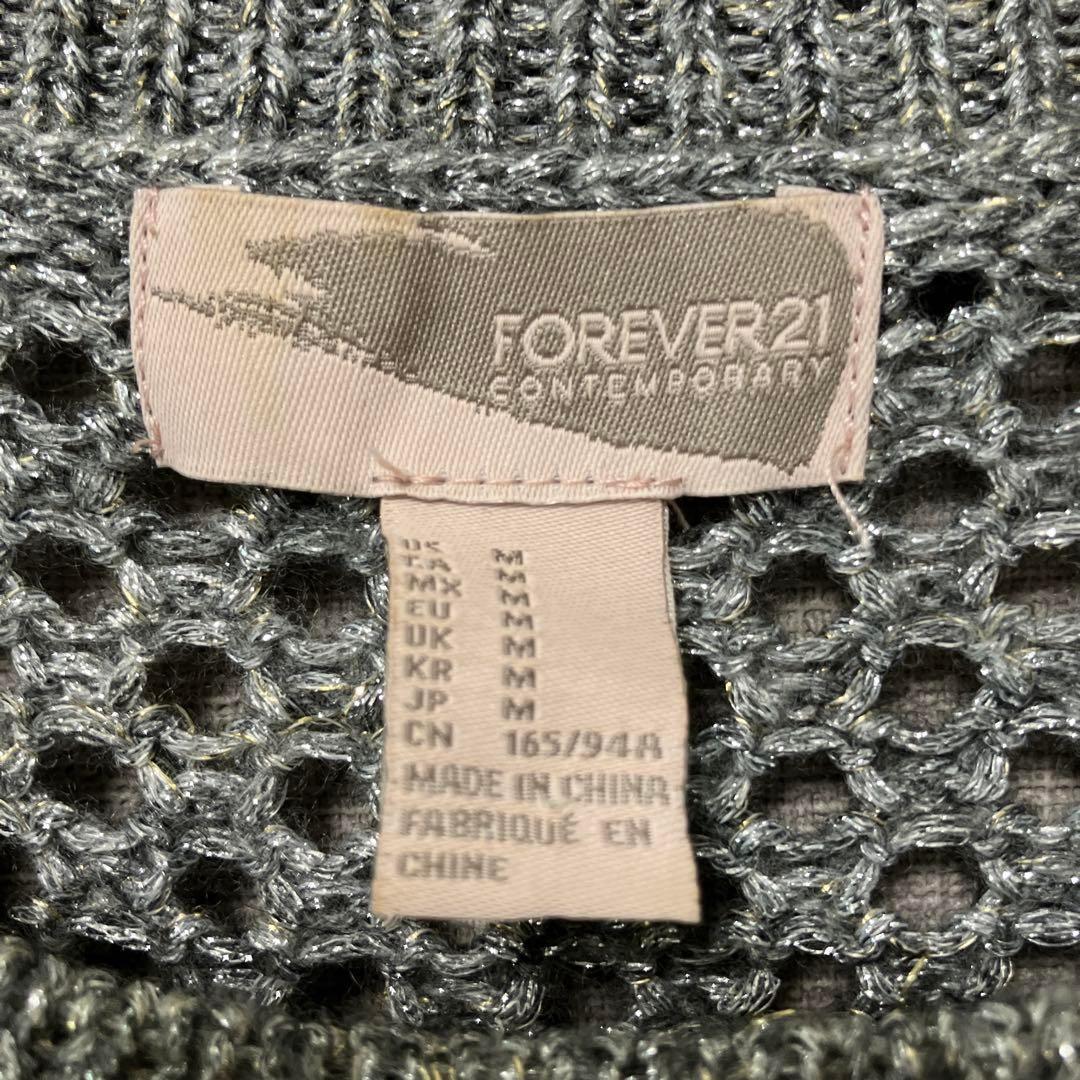 FOREVER21
CONTEMPORARY
M
M
MX M
EU M
UK M
KR M
JP M
CN 165/94A
MADE IN CHINA
FABRIQUÉ EN
CHINE